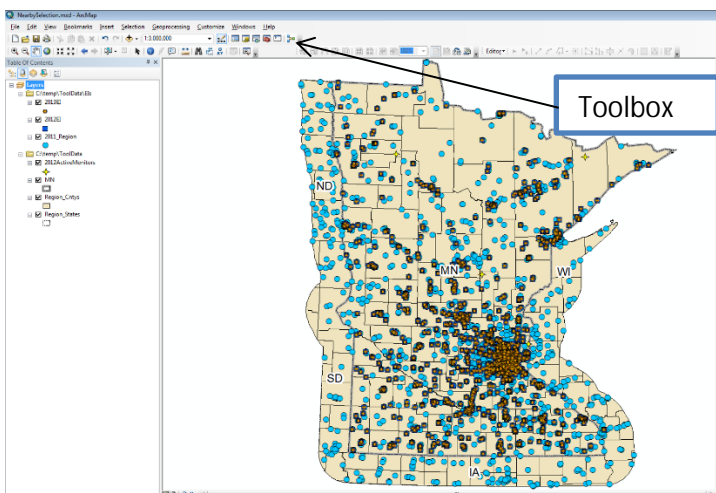 NearbySelection.mxd - ArcMap
File Edit View Bookmarks Insert Selection Geoprocessing Customize Windows Help
1:3,000,000
Editor
Table Of Contents
Layers
C:\temp\ToolData\EIs
2013EI
2012EI
2011_Region
C:\temp\ToolData
2012ActiveMonitors
MN
Region_Cntys
Region_States
Toolbox
ND
MN
WI
SD
IA